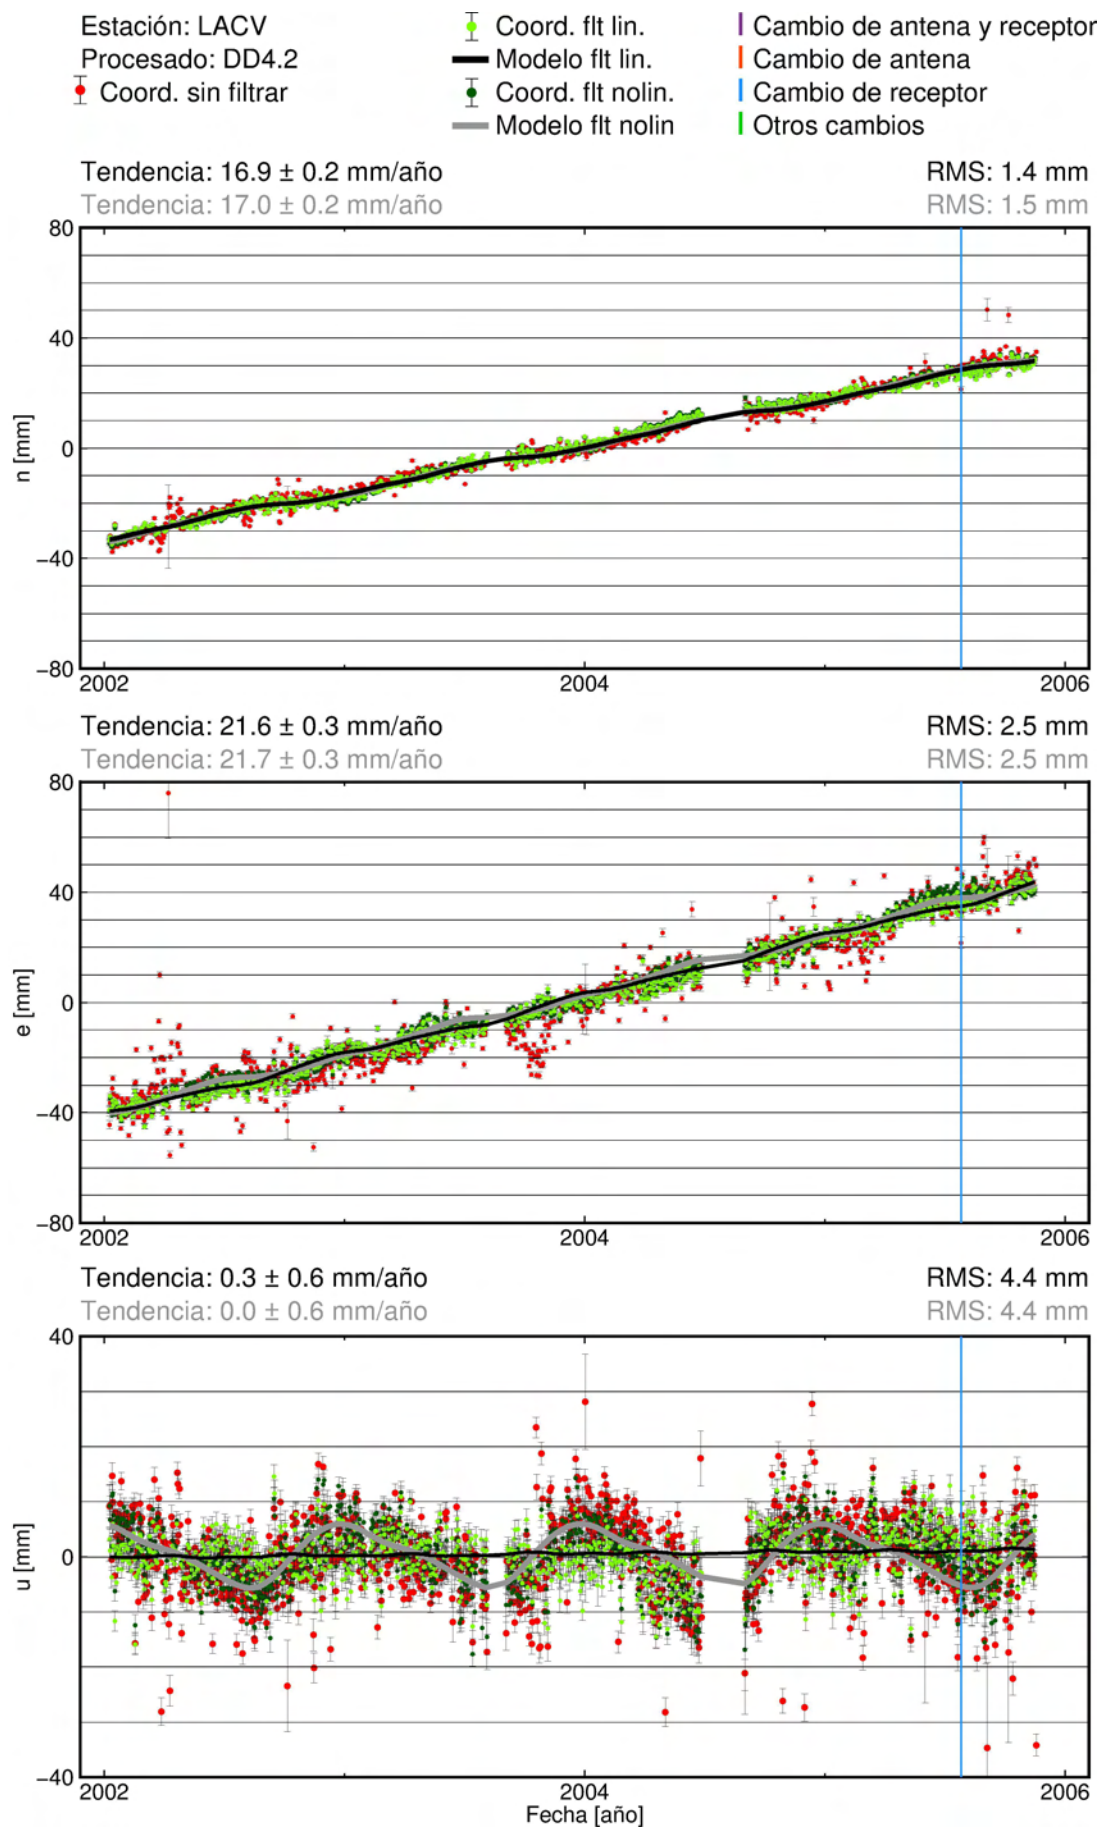 Estación: LACV
Procesado: DD4.2
Coord. sin filtrar
Coord. flt lin.
Modelo flt lin.
Coord. flt nolin.
Modelo flt nolin
Cambio de antena y receptor
Cambio de antena
Cambio de receptor
Otros cambios
Tendencia: 16.9 ± 0.2 mm/año RMS: 1.4 mm
Tendencia: 17.0 ± 0.2 mm/año RMS: 1.5 mm
80
40
0
−40
−80
n [mm]
2002 2004 2006
Tendencia: 21.6 ± 0.3 mm/año RMS: 2.5 mm
Tendencia: 21.7 ± 0.3 mm/año RMS: 2.5 mm
80
40
0
−40
−80
e [mm]
2002 2004 2006
Tendencia: 0.3 ± 0.6 mm/año RMS: 4.4 mm
Tendencia: 0.0 ± 0.6 mm/año RMS: 4.4 mm
40
0
−40
u [mm]
2002 2004 2006
Fecha [año]